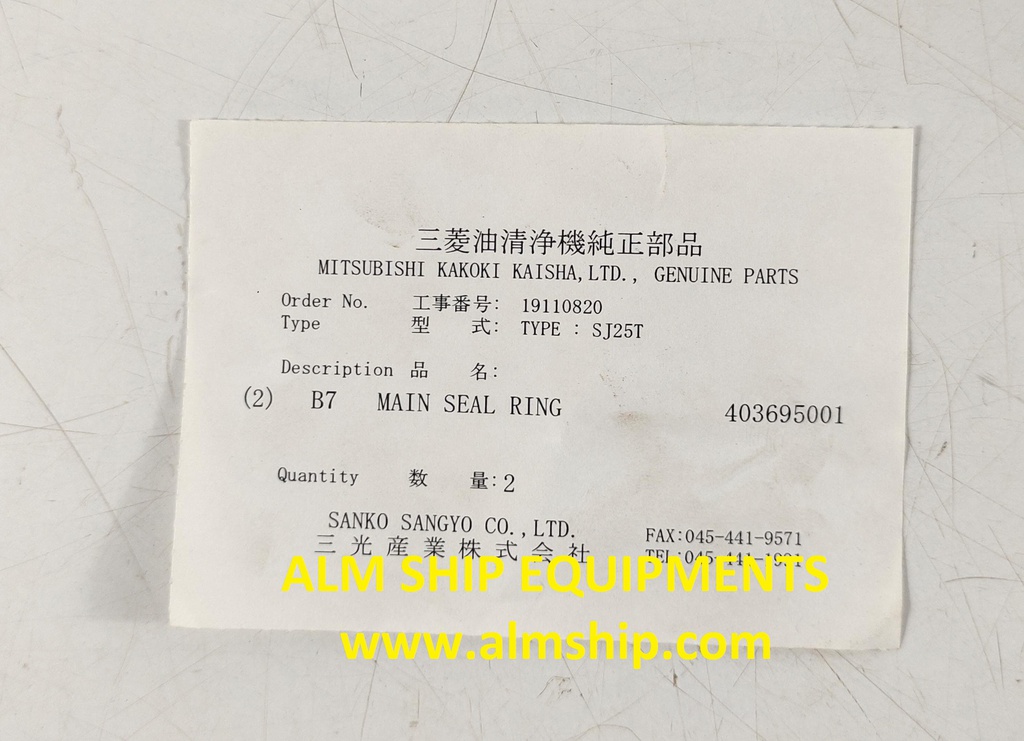 三菱油清浄機純正部品
MITSUBISHI KAKOKI KAISHA,LTD., GENUINE PARTS
Order No. 工事番号: 19110820
Type 型 式: TYPE : SJ25T
Description 品 名:
(2) B7 MAIN SEAL RING 403695001
Quantity 数 量: 2
SANKO SANGYO CO.,LTD. FAX:045-441-9571
三光産業株式会社 TEL:045-441-
ALM SHIP EQUIPMENTS
www.almship.com